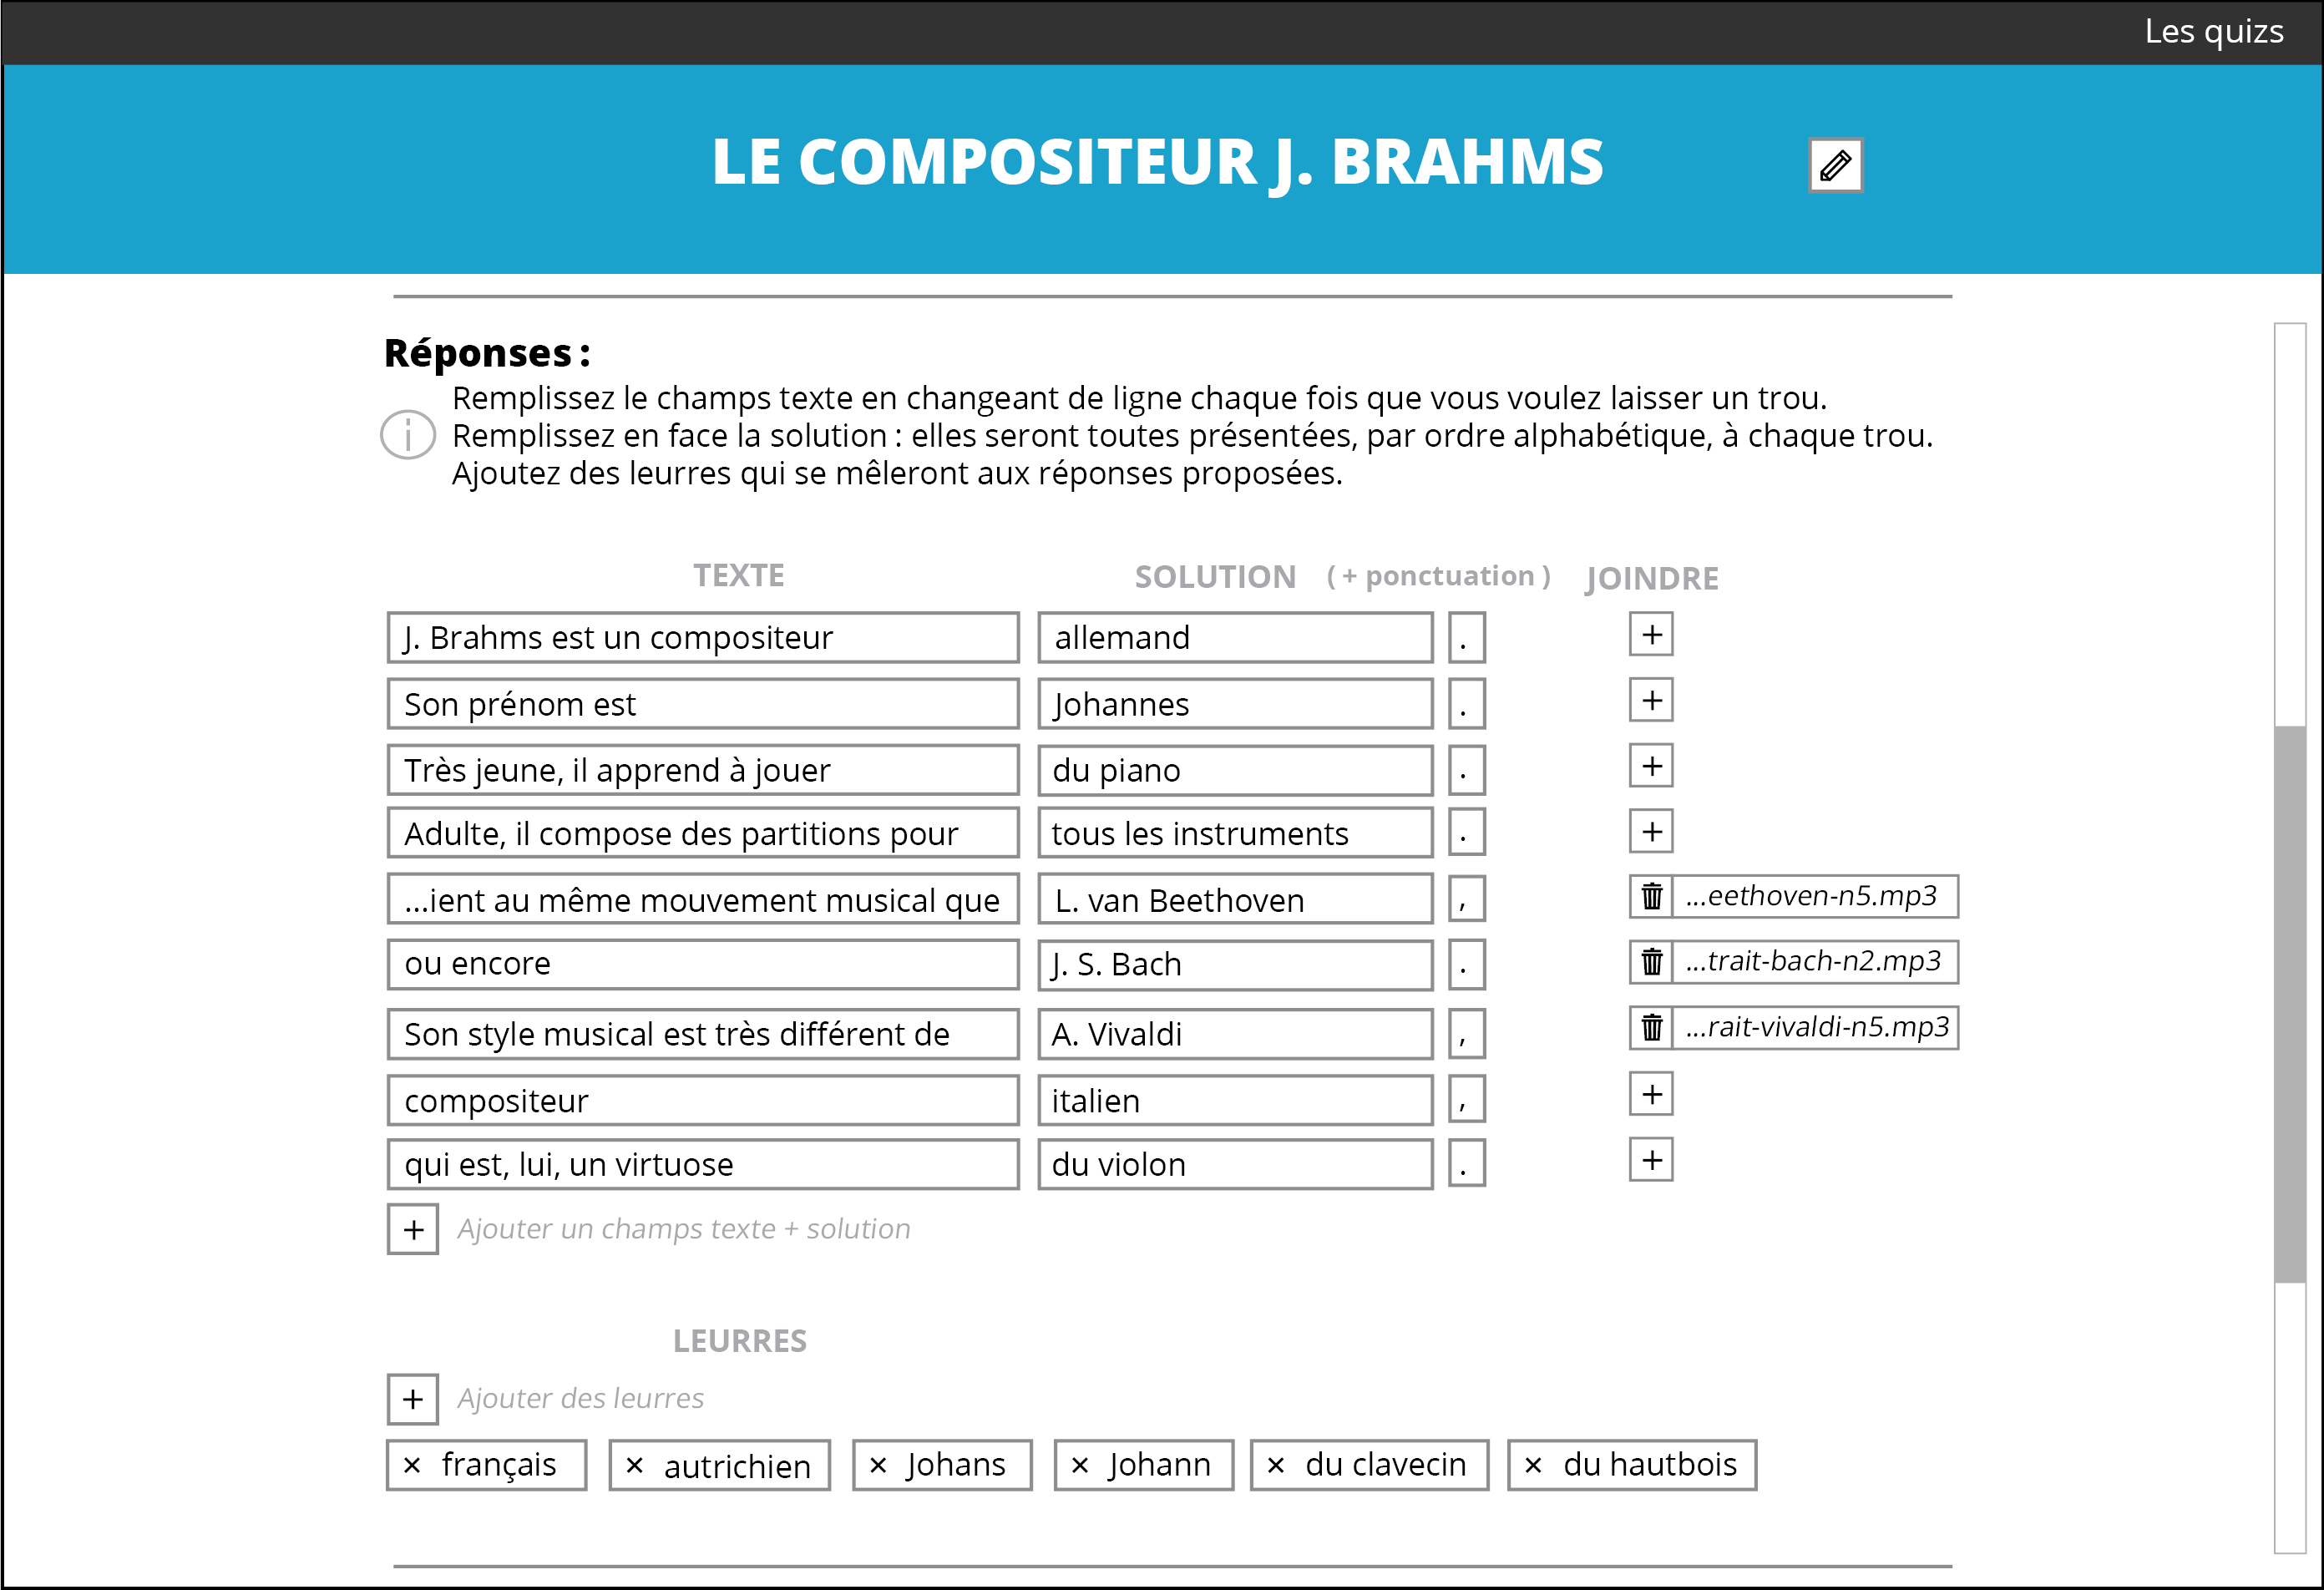 Les quizs
LE COMPOSITEUR J. BRAHMS
Réponses :
Remplissez le champs texte en changeant de ligne chaque fois que vous voulez laisser un trou.
Remplissez en face la solution : elles seront toutes présentées, par ordre alphabétique, à chaque trou.
Ajoutez des leurres qui se mêleront aux réponses proposées.
TEXTE SOLUTION ( + ponctuation ) JOINDRE
J. Brahms est un compositeur allemand . +
Son prénom est Johannes . +
Très jeune, il apprend à jouer du piano . +
Adulte, il compose des partitions pour tous les instruments . +
...ient au même mouvement musical que L. van Beethoven , ...eethoven-n5.mp3
ou encore J. S. Bach . ...trait-bach-n2.mp3
Son style musical est très différent de A. Vivaldi , ...rait-vivaldi-n5.mp3
compositeur italien , +
qui est, lui, un virtuose du violon . +
+ Ajouter un champs texte + solution
LEURRES
+ Ajouter des leurres
× français × autrichien × Johans × Johann × du clavecin × du hautbois